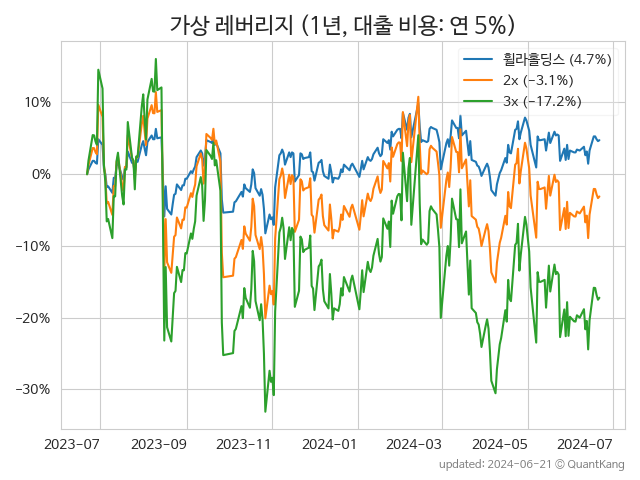 가상 레버리지 (1년, 대출 비용: 연 5%)
휠라홀딩스 (4.7%)
2x (−3.1%)
3x (−17.2%)
10%
0%
−10%
−20%
−30%
2023-07 2023-09 2023-11 2024-01 2024-03 2024-05 2024-07
updated: 2024-06-21 © QuantKang